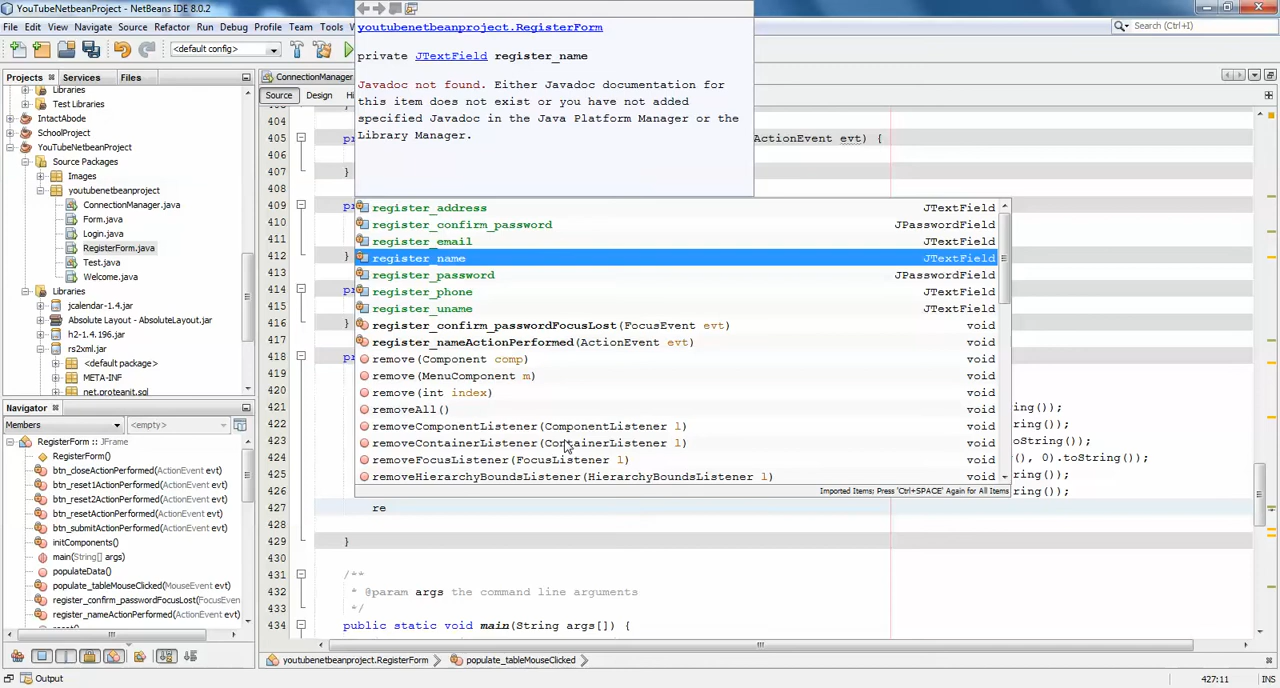 YouTubeNetbeanProject - NetBeans IDE 8.0.2
File Edit View Navigate Source Refactor Run Debug Profile Team Tools
Search (Ctrl+I)
<default config>
Projects Services Files
Libraries
Test Libraries
IntactAbode
SchoolProject
YouTubeNetbeanProject
Source Packages
Images
youtubenetbeanproject
ConnectionManager.java
Form.java
Login.java
RegisterForm.java
Test.java
Welcome.java
Libraries
jcalendar-1.4.jar
Absolute Layout - AbsoluteLayout.jar
h2-1.4.196.jar
rs2xml.jar
<default package>
META-INF
net.proteanit.sql
Navigator
Members <empty>
RegisterForm :: JFrame
RegisterForm()
btn_closeActionPerformed(ActionEvent evt)
btn_reset1ActionPerformed(ActionEvent evt)
btn_reset2ActionPerformed(ActionEvent evt)
btn_resetActionPerformed(ActionEvent evt)
btn_submitActionPerformed(ActionEvent evt)
initComponents()
main(String[] args)
populateData()
populate_tableMouseClicked(MouseEvent evt)
register_confirm_passwordFocusLost(FocusEven
register_nameActionPerformed(ActionEvent evt)
Output
ConnectionManager
Source Design Hi
youtubenetbeanproject.RegisterForm
private JTextField register_name
Javadoc not found. Either Javadoc documentation for
this item does not exist or you have not added
specified Javadoc in the Java Platform Manager or the
Library Manager.
404
405 pr ActionEvent evt) {
406
407 }
408
409 pr
410
411
412 }
413
414 pr
415
416 }
417
418 pr
419
420
421 ing());
422 ing());
423 oString());
424 (), 0).toString());
425 ring());
426 ring());
427 re
428
429 }
430
431 /**
432 * @param args the command line arguments
433 */
434 public static void main(String args[]) {
register_address JTextField
register_confirm_password JPasswordField
register_email JTextField
register_name JTextField
register_password JPasswordField
register_phone JTextField
register_uname JTextField
register_confirm_passwordFocusLost(FocusEvent evt) void
register_nameActionPerformed(ActionEvent evt) void
remove(Component comp) void
remove(MenuComponent m) void
remove(int index) void
removeAll() void
removeComponentListener(ComponentListener l) void
removeContainerListener(ContainerListener l) void
removeFocusListener(FocusListener l) void
removeHierarchyBoundsListener(HierarchyBoundsListener l) void
Imported Items; Press 'Ctrl+SPACE' Again for All Items
youtubenetbeanproject.RegisterForm populate_tableMouseClicked
427:11 INS